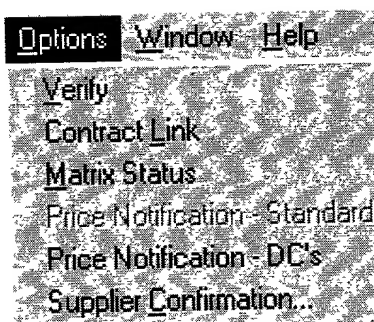 Options Window Help
Verify
Contract Link
Matrix Status
Price Notification - Standard
Price Notification - DC's
Supplier Confirmation...